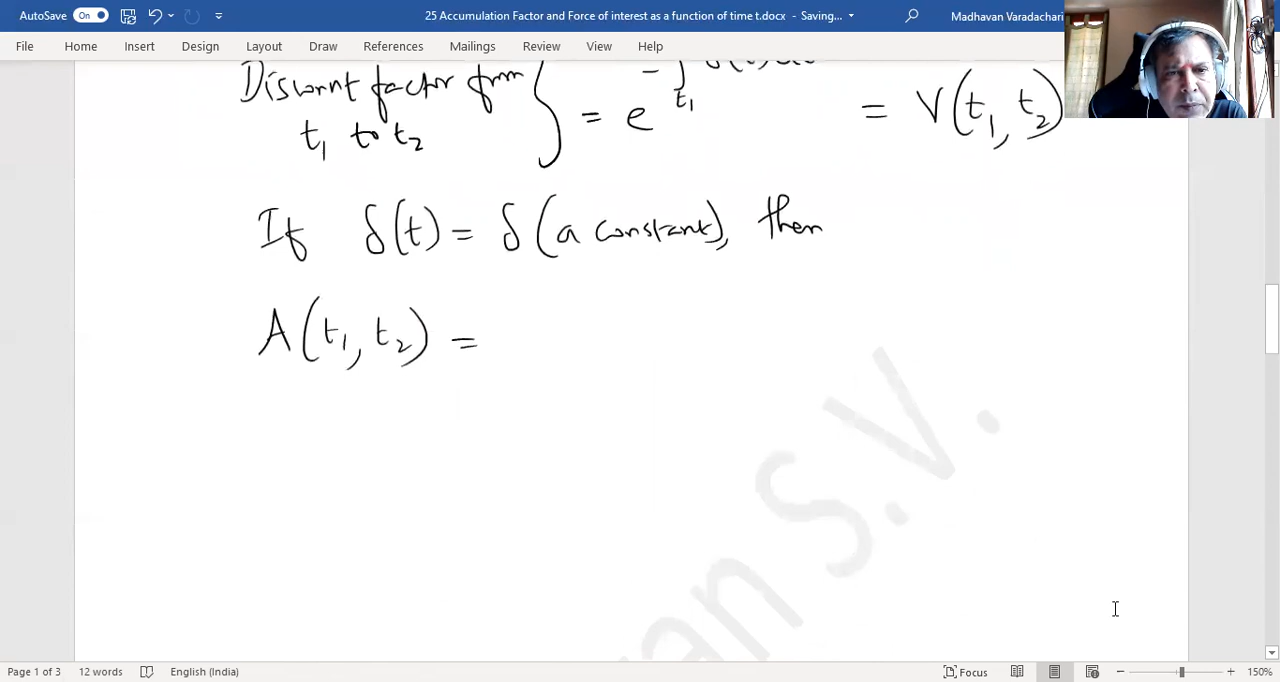 AutoSave On 25 Accumulation Factor and Force of interest as a function of time t.docx - Saving... Madhavan Varadachari
File Home Insert Design Layout References Mailings Review View Help
Discount factor from
t₁ to t₂ } = e^-∫t₁ = V(t₁, t₂)
If δ(t) = δ (a constant), then
A(t₁, t₂) =
an S.V.
Page 1 of 3 12 words English (India) Focus 150%